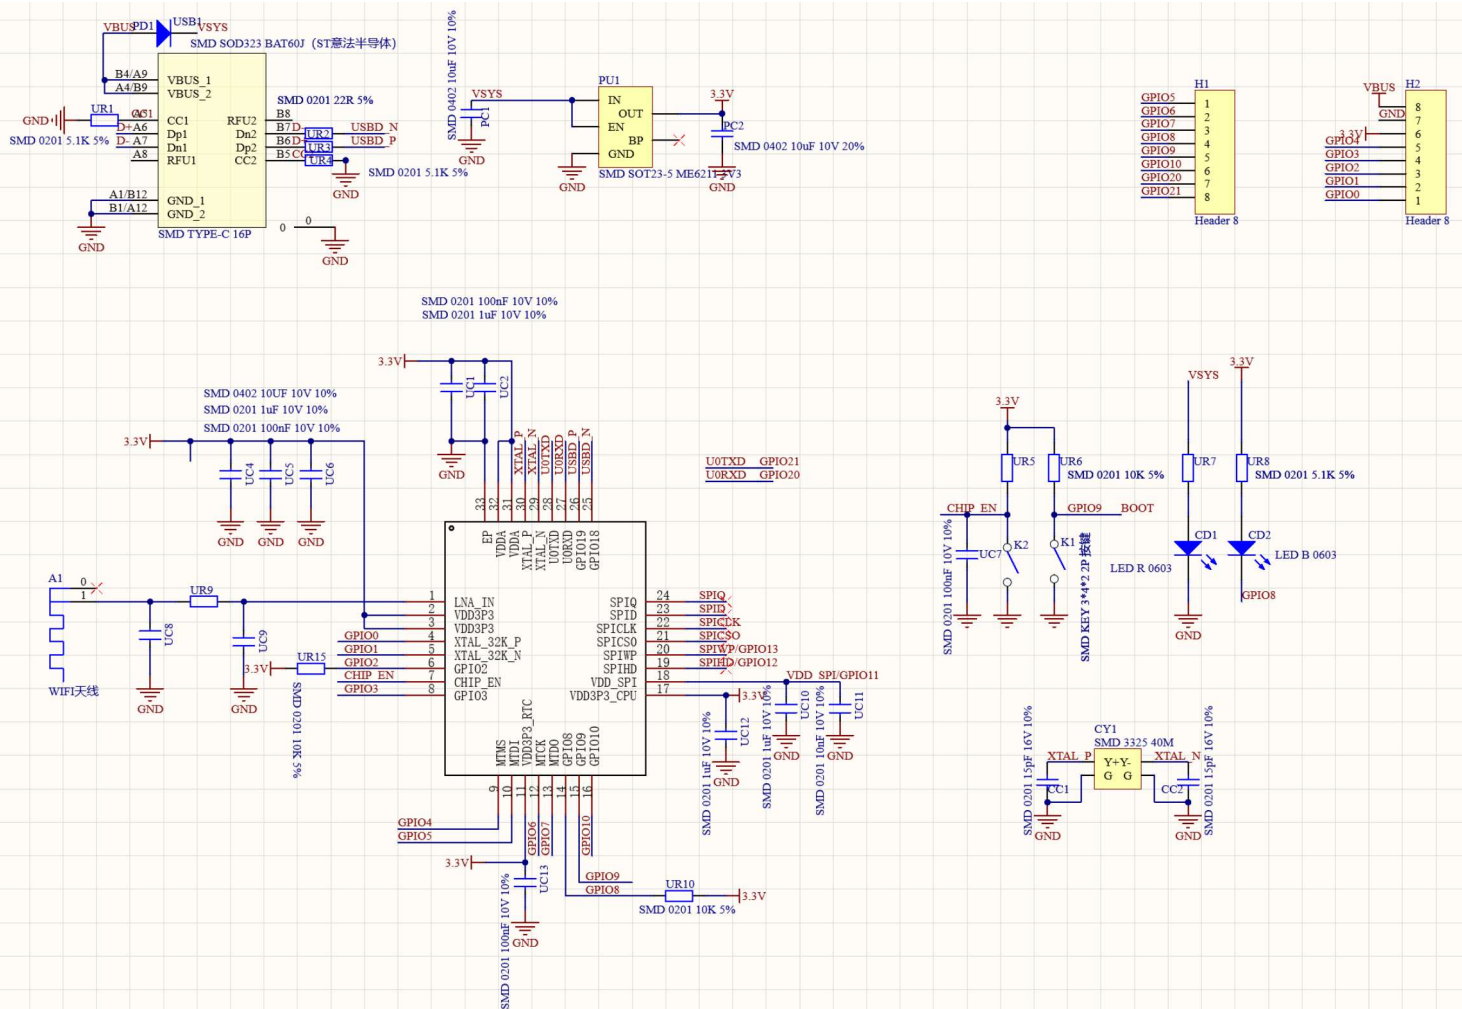 VBUS
PD1
USB1
VSYS
SMD SOD323 BAT60J（ST意法半导体）
B4/A9
A4/B9
VBUS_1
VBUS_2
GND
UR1
SMD 0201 5.1K 5%
D+
A6
D-
A7
A8
CC1
Dp1
Dn1
RFU1
RFU2
Dn2
Dp2
CC2
SMD 0201 22R 5%
B8
B7
D-
UR2
USBD_N
B6
UR3
USBD_P
B5
UR4
SMD 0201 5.1K 5%
GND
A1/B12
B1/A12
GND_1
GND_2
GND
SMD TYPE-C 16P
0
0
GND
SMD 0402 10uF 10V 10%
VSYS
PC1
GND
PU1
IN
OUT
EN
BP
GND
GND
3.3V
PC2
SMD 0402 10uF 10V 20%
SMD SOT23-5 ME6211 3V3
GND
H1
GPIO5
1
GPIO6
2
GPIO7
3
GPIO8
4
GPIO9
5
GPIO10
6
GPIO20
7
GPIO21
8
Header 8
H2
VBUS
8
GND
7
3.3V
6
GPIO4
5
GPIO3
4
GPIO2
3
GPIO1
2
GPIO0
1
Header 8
SMD 0201 100nF 10V 10%
SMD 0201 1uF 10V 10%
3.3V
UC1
UC2
GND
SMD 0402 10UF 10V 10%
SMD 0201 1uF 10V 10%
SMD 0201 100nF 10V 10%
3.3V
UC4
UC5
UC6
GND
GND
GND
XTAL_P
XTAL_N
U0TXD
U0RXD
USBD_P
USBD_N
33
32
31
30
29
28
27
26
25
EP
VDDA
VDDA
XTAL_P
XTAL_N
U0TXD
U0RXD
GPIO19
GPIO18
U0TXD
GPIO21
U0RXD
GPIO20
A1
0
1
WIFI天线
UC8
GND
UR9
UC9
GND
3.3V
UR15
SMD 0201 10K 5%
1
LNA_IN
2
VDD3P3
3
VDD3P3
GPIO0
4
XTAL_32K_P
GPIO1
5
XTAL_32K_N
GPIO2
6
GPIO2
CHIP_EN
7
CHIP_EN
GPIO3
8
GPIO3
SPIQ
24
SPIQ
SPID
23
SPID
SPICLK
22
SPICLK
SPICS0
21
SPICSO
SPIWP
20
SPIWP/GPIO13
SPIHD
19
SPIHD/GPIO12
VDD_SPI
18
VDD_SPI/GPIO11
VDD3P3_CPU
17
3.3V
UC12
GND
SMD 0201 1uF 10V 10%
UC10
GND
SMD 0201 1uF 10V 10%
UC11
GND
SMD 0201 10nF 10V 10%
MTMS
MTDI
VDD3P3_RTC
MTCK
MTDO
GPIO8
GPIO9
GPIO10
9
10
11
12
13
14
15
16
GPIO4
GPIO5
GPIO6
GPIO7
GPIO10
3.3V
UC13
SMD 0201 100nF 10V 10%
GND
GPIO9
GPIO8
UR10
3.3V
SMD 0201 10K 5%
3.3V
UR5
UR6
SMD 0201 10K 5%
CHIP_EN
GPIO9
BOOT
SMD 0201 100nF 10V 10%
UC7
K2
K1
SMD KEY 3*4*2 2P 按键
GND
GND
GND
VSYS
3.3V
UR7
UR8
SMD 0201 5.1K 5%
CD1
LED R 0603
CD2
LED B 0603
GPIO8
GND
CY1
SMD 3325 40M
SMD 0201 15pF 16V 10%
XTAL_P
CC1
Y+
Y-
G
G
XTAL_N
CC2
SMD 0201 15pF 16V 10%
GND
GND